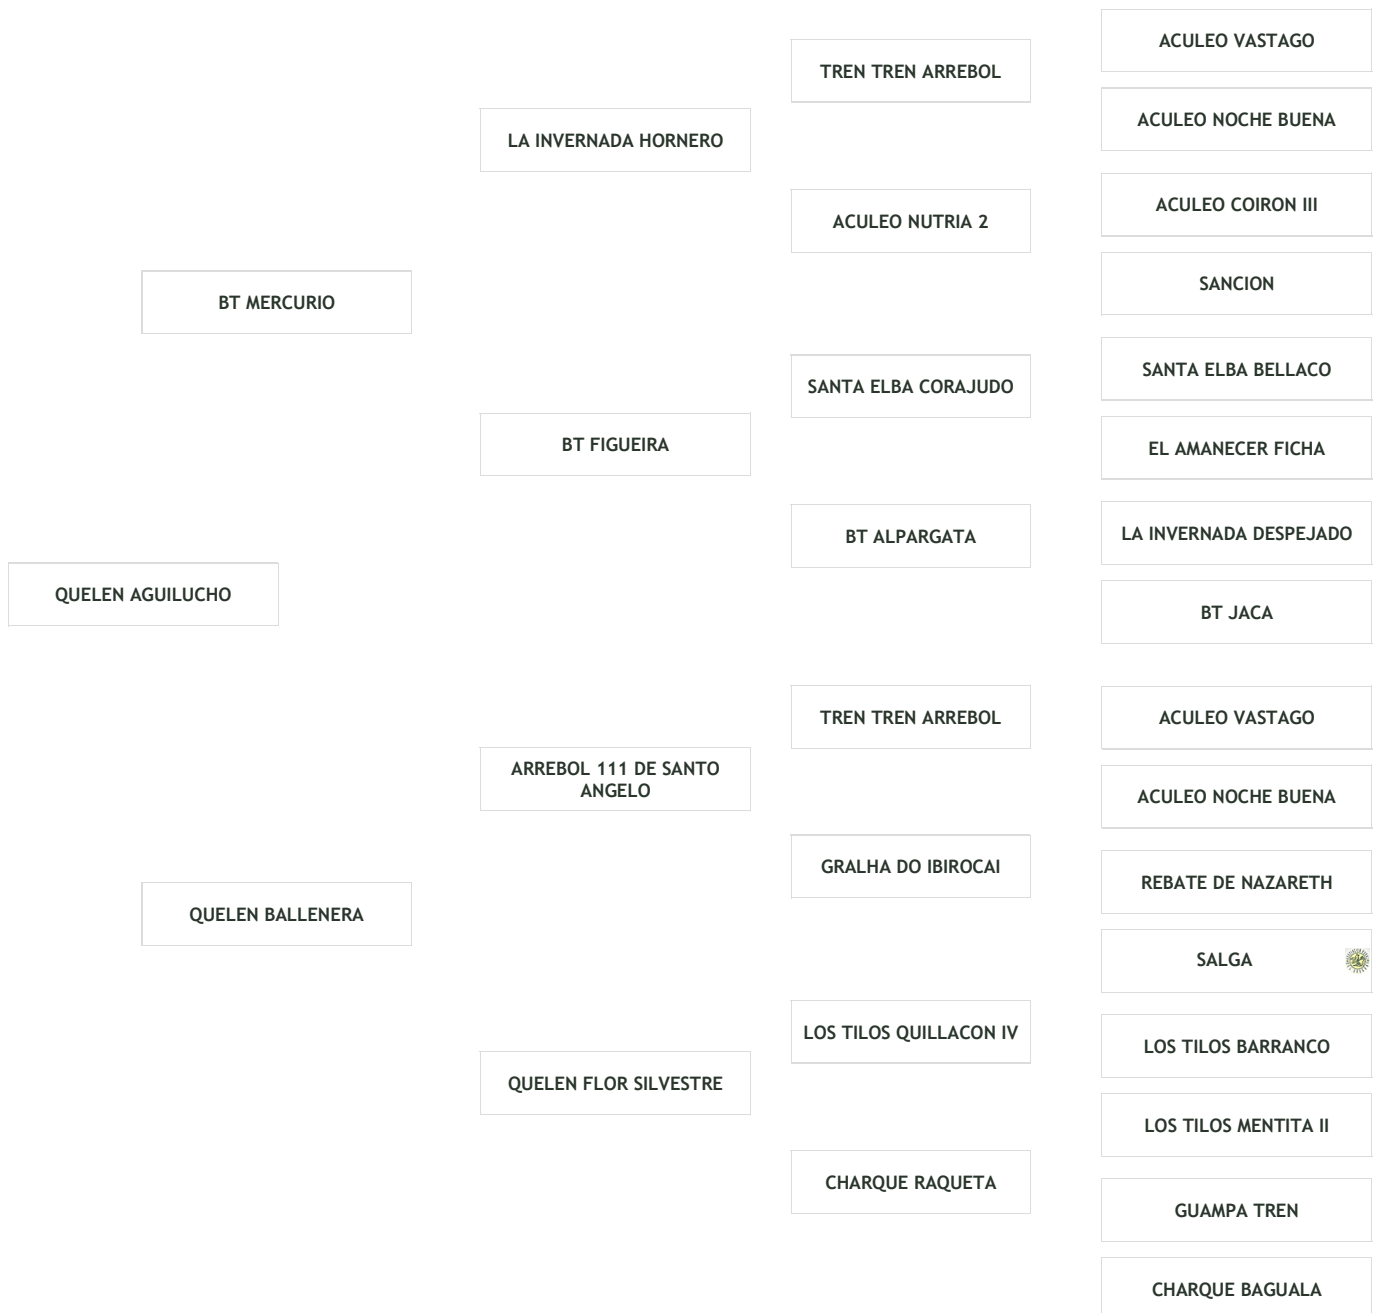 ACULEO VASTAGO
TREN TREN ARREBOL
ACULEO NOCHE BUENA
LA INVERNADA HORNERO
ACULEO COIRON III
ACULEO NUTRIA 2
SANCION
BT MERCURIO
SANTA ELBA BELLACO
SANTA ELBA CORAJUDO
EL AMANECER FICHA
BT FIGUEIRA
LA INVERNADA DESPEJADO
BT ALPARGATA
BT JACA
QUELEN AGUILUCHO
ACULEO VASTAGO
TREN TREN ARREBOL
ACULEO NOCHE BUENA
ARREBOL 111 DE SANTO
ANGELO
REBATE DE NAZARETH
GRALHA DO IBIROCAI
SALGA
QUELEN BALLENERA
LOS TILOS BARRANCO
LOS TILOS QUILLACON IV
LOS TILOS MENTITA II
QUELEN FLOR SILVESTRE
GUAMPA TREN
CHARQUE RAQUETA
CHARQUE BAGUALA